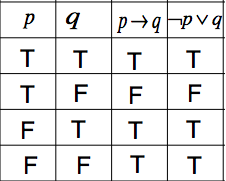 p q p→q ¬p∨q
T T T T
T F F F
F T T T
F F T T